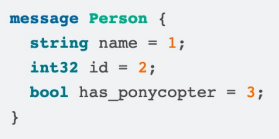 message Person {
  string name = 1;
  int32 id = 2;
  bool has_ponycopter = 3;
}